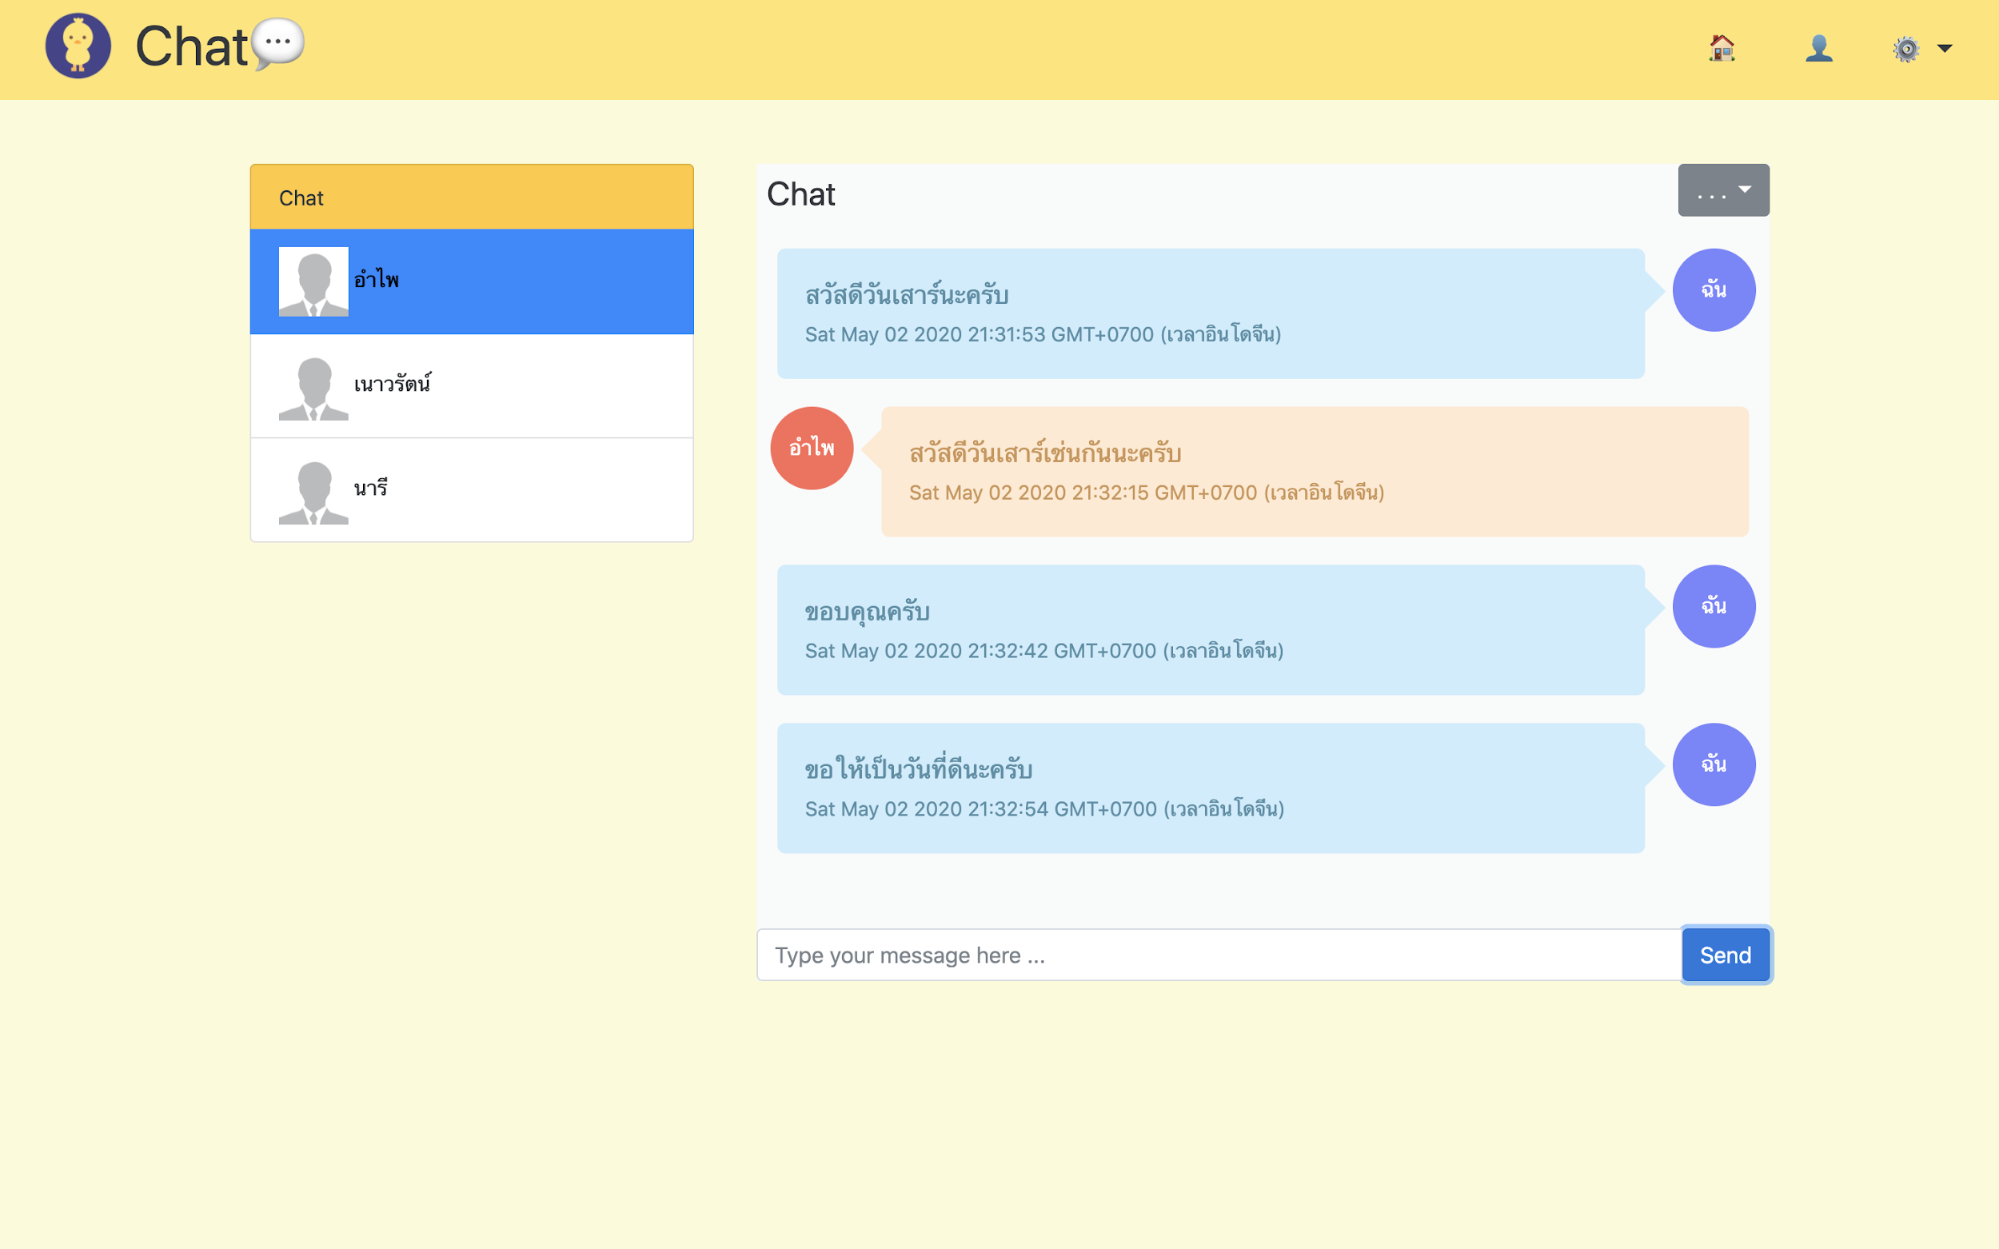 Chat
Chat
อำไพ
เนาวรัตน์
นารี
Chat
...
สวัสดีวันเสาร์นะครับ
Sat May 02 2020 21:31:53 GMT+0700 (เวลาอินโดจีน)
ฉัน
อำไพ
สวัสดีวันเสาร์เช่นกันนะครับ
Sat May 02 2020 21:32:15 GMT+0700 (เวลาอินโดจีน)
ขอบคุณครับ
Sat May 02 2020 21:32:42 GMT+0700 (เวลาอินโดจีน)
ฉัน
ขอให้เป็นวันที่ดีนะครับ
Sat May 02 2020 21:32:54 GMT+0700 (เวลาอินโดจีน)
ฉัน
Type your message here ...
Send